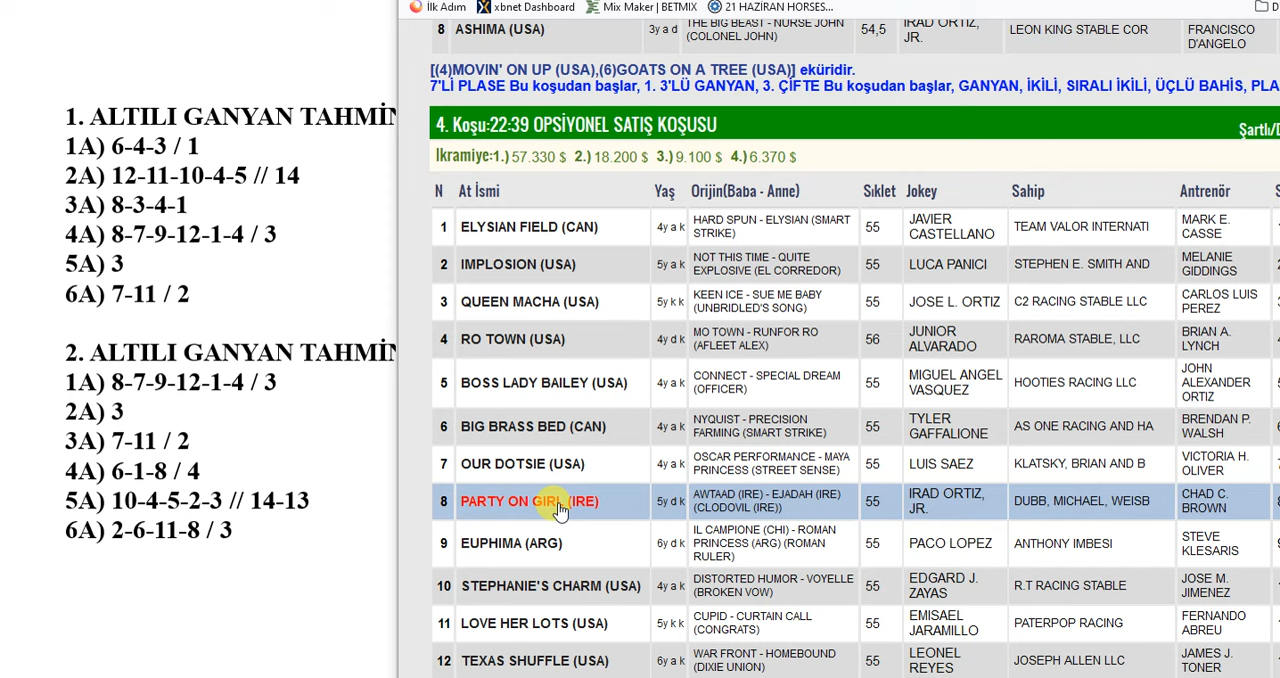 İlk Adım xbnet Dashboard Mix Maker | BETMIX 21 HAZİRAN HORSES... D
1. ALTILI GANYAN TAHMİN
1A) 6-4-3 / 1
2A) 12-11-10-4-5 // 14
3A) 8-3-4-1
4A) 8-7-9-12-1-4 / 3
5A) 3
6A) 7-11 / 2
2. ALTILI GANYAN TAHMİN
1A) 8-7-9-12-1-4 / 3
2A) 3
3A) 7-11 / 2
4A) 6-1-8 / 4
5A) 10-4-5-2-3 // 14-13
6A) 2-6-11-8 / 3
8 ASHIMA (USA) 3y a d THE BIG BEAST - NURSE JOHN (COLONEL JOHN) 54,5 IRAD ORTIZ, JR. LEON KING STABLE COR FRANCISCO D'ANGELO
[(4)MOVIN' ON UP (USA),(6)GOATS ON A TREE (USA)] eküridir.
7'Lİ PLASE Bu koşudan başlar, 1. 3'LÜ GANYAN, 3. ÇİFTE Bu koşudan başlar, GANYAN, İKİLİ, SIRALI İKİLİ, ÜÇLÜ BAHİS, PLA
4. Koşu:22:39 OPSİYONEL SATIŞ KOŞUSU Şartlı/D
Ikramiye:1.) 57.330 $ 2.) 18.200 $ 3.) 9.100 $ 4.) 6.370 $
N At İsmi Yaş Orijin(Baba - Anne) Sıklet Jokey Sahip Antrenör S
1 ELYSIAN FIELD (CAN) 4y a k HARD SPUN - ELYSIAN (SMART STRIKE) 55 JAVIER CASTELLANO TEAM VALOR INTERNATI MARK E. CASSE
2 IMPLOSION (USA) 5y a k NOT THIS TIME - QUITE EXPLOSIVE (EL CORREDOR) 55 LUCA PANICI STEPHEN E. SMITH AND MELANIE GIDDINGS
3 QUEEN MACHA (USA) 5y k k KEEN ICE - SUE ME BABY (UNBRIDLED'S SONG) 55 JOSE L. ORTIZ C2 RACING STABLE LLC CARLOS LUIS PEREZ
4 RO TOWN (USA) 4y d k MO TOWN - RUNFOR RO (AFLEET ALEX) 56 JUNIOR ALVARADO RAROMA STABLE, LLC BRIAN A. LYNCH
5 BOSS LADY BAILEY (USA) 4y a k CONNECT - SPECIAL DREAM (OFFICER) 55 MIGUEL ANGEL VASQUEZ HOOTIES RACING LLC JOHN ALEXANDER ORTIZ
6 BIG BRASS BED (CAN) 4y a k NYQUIST - PRECISION FARMING (SMART STRIKE) 55 TYLER GAFFALIONE AS ONE RACING AND HA BRENDAN P. WALSH
7 OUR DOTSIE (USA) 4y a k OSCAR PERFORMANCE - MAYA PRINCESS (STREET SENSE) 55 LUIS SAEZ KLATSKY, BRIAN AND B VICTORIA H. OLIVER
8 PARTY ON GIRL (IRE) 5y d k AWTAAD (IRE) - EJADAH (IRE) (CLODOVIL (IRE)) 55 IRAD ORTIZ, JR. DUBB, MICHAEL, WEISB CHAD C. BROWN
9 EUPHIMA (ARG) 6y d k IL CAMPIONE (CHI) - ROMAN PRINCESS (ARG) (ROMAN RULER) 55 PACO LOPEZ ANTHONY IMBESI STEVE KLESARIS
10 STEPHANIE'S CHARM (USA) 4y a k DISTORTED HUMOR - VOYELLE (BROKEN VOW) 55 EDGARD J. ZAYAS R.T RACING STABLE JOSE M. JIMENEZ
11 LOVE HER LOTS (USA) 5y k k CUPID - CURTAIN CALL (CONGRATS) 55 EMISAEL JARAMILLO PATERPOP RACING FERNANDO ABREU
12 TEXAS SHUFFLE (USA) 6y a k WAR FRONT - HOMEBOUND (DIXIE UNION) 55 LEONEL REYES JOSEPH ALLEN LLC JAMES J. TONER